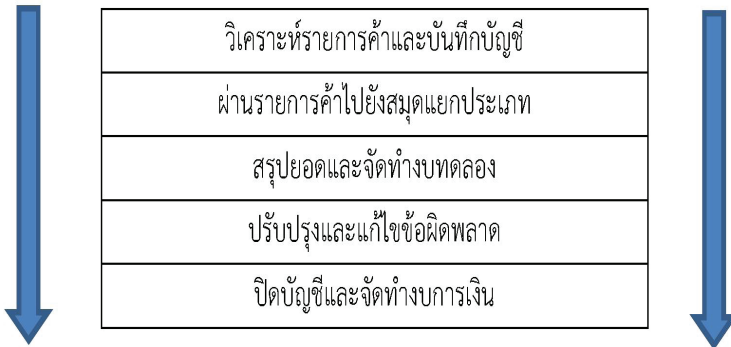 วิเคราะห์รายการค้าและบันทึกบัญชี
ผ่านรายการค้าไปยังสมุดแยกประเภท
สรุปยอดและจัดทำงบทดลอง
ปรับปรุงและแก้ไขข้อผิดพลาด
ปิดบัญชีและจัดทำงบการเงิน